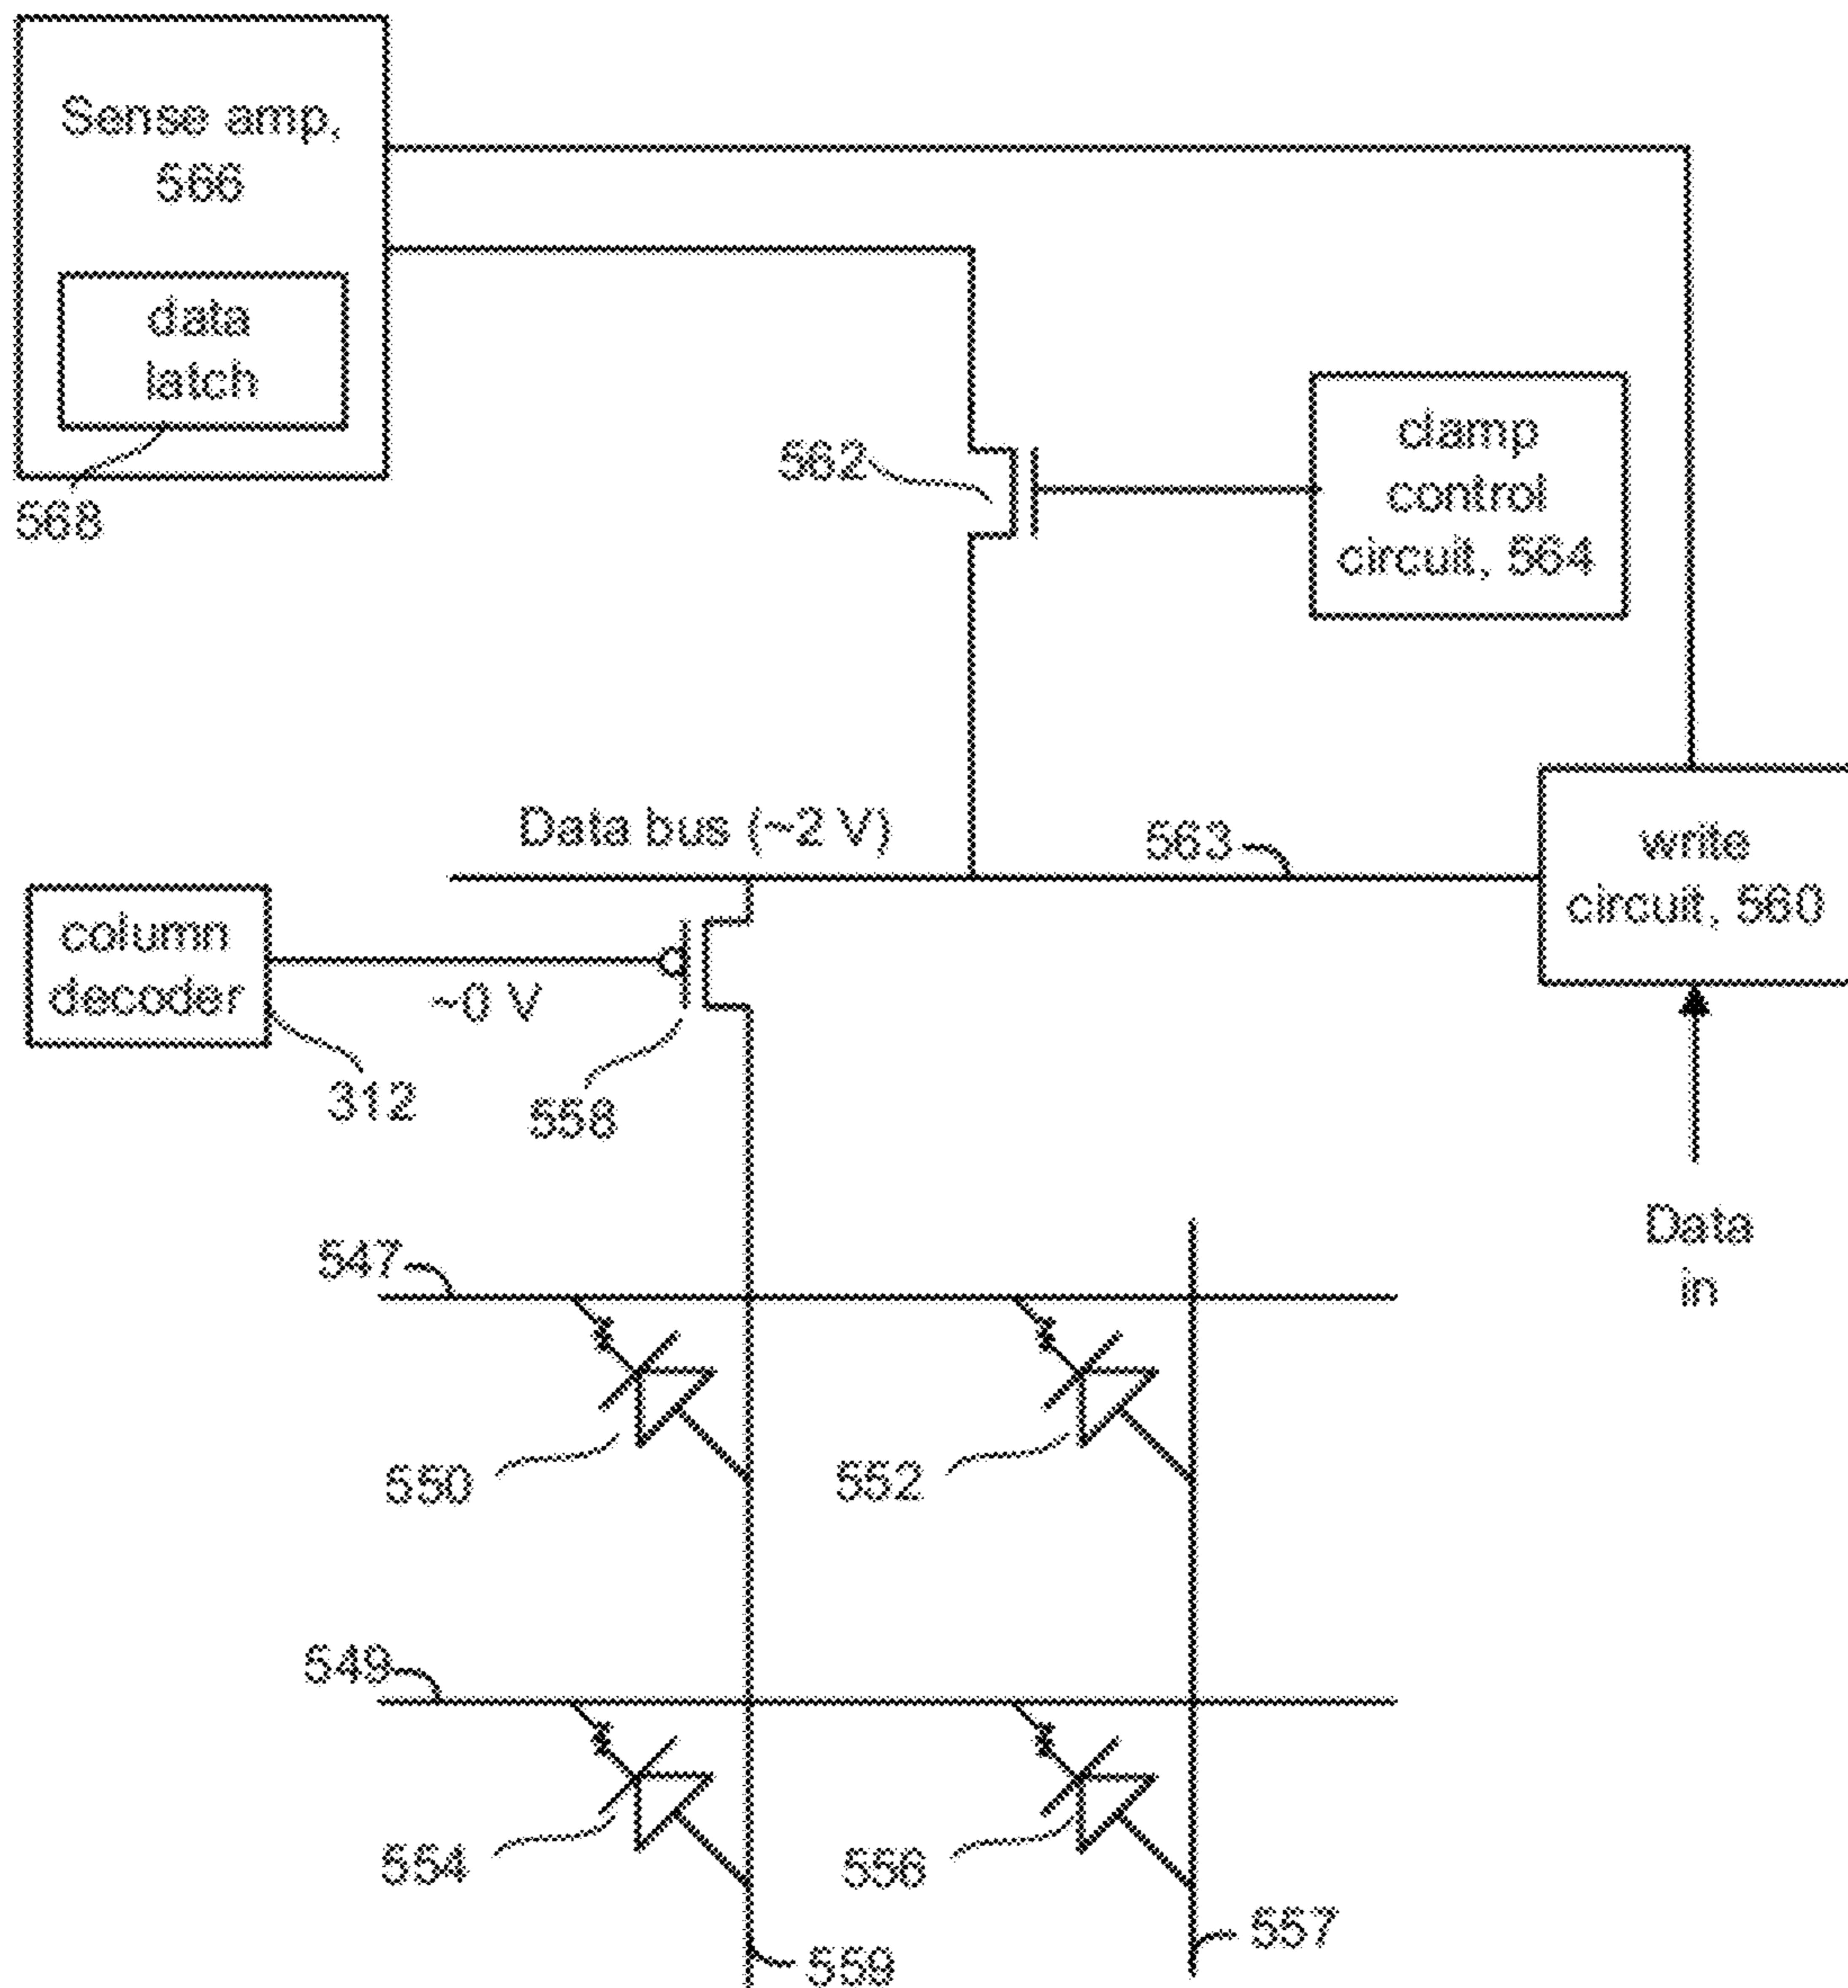 Sense amp,
566
data
latch
568
562
clamp
control
circuit, 564
Data bus (~2 V)
563
write
circuit, 560
column
decoder
~0 V
312
558
Data
in
547
550
552
549
554
556
557
559